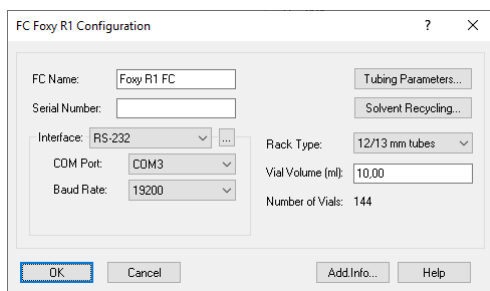 FC Foxy R1 Configuration ? ×
FC Name: Foxy R1 FC
Serial Number:
Interface: RS-232 ...
COM Port: COM3
Baud Rate: 19200
Tubing Parameters...
Solvent Recycling...
Rack Type: 12/13 mm tubes
Vial Volume (ml): 10,00
Number of Vials: 144
OK Cancel Add.Info... Help